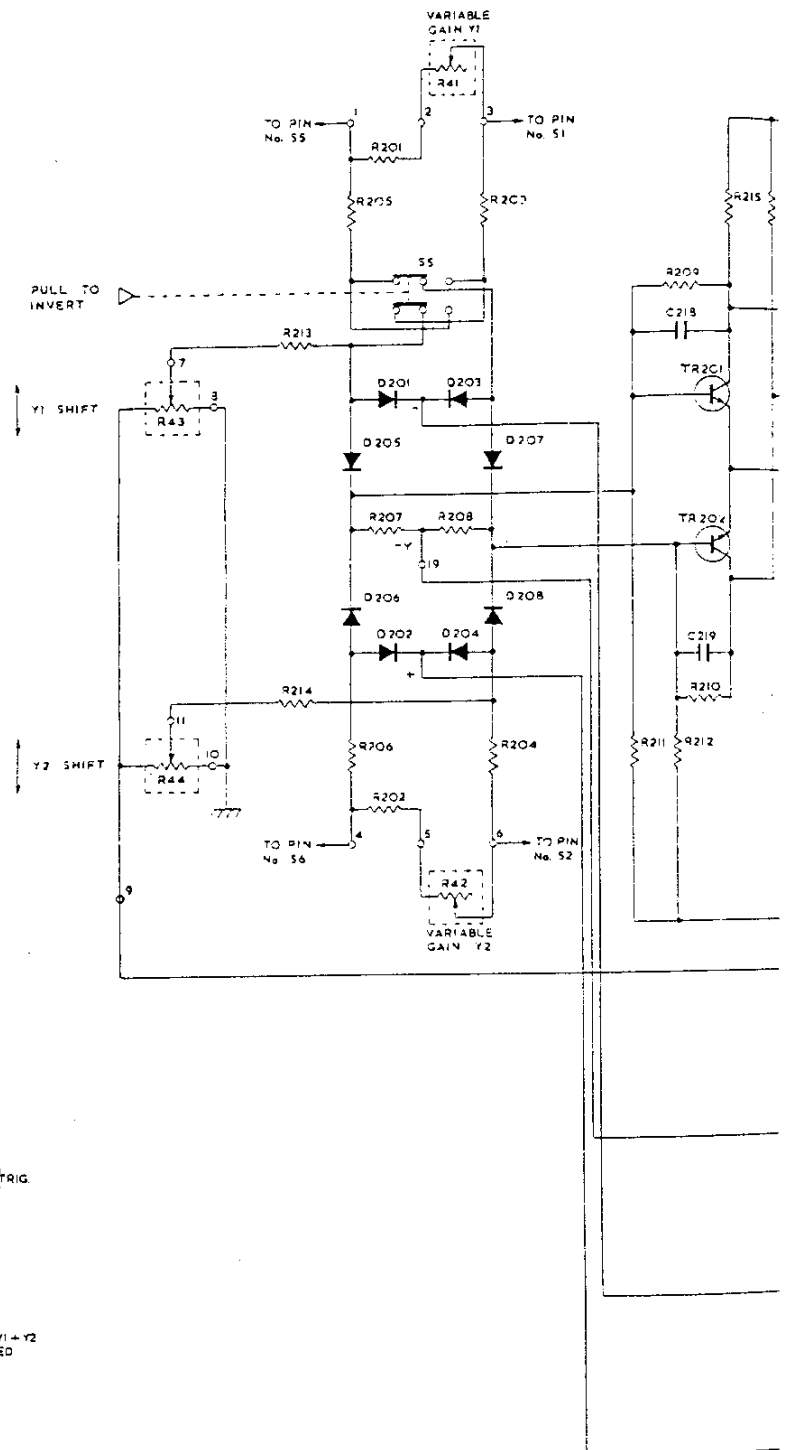 VARIABLE
GAIN Y1
R41
1
2
3
TO PIN
No. 55
TO PIN
No. 51
R201
R205
R203
R215
S5
PULL TO
INVERT
R209
C218
R213
7
TR201
D201
D203
-
8
Y1 SHIFT
R43
D205
D207
R207
R208
TR202
-Y
19
D206
D208
D202
D204
C219
+
R214
R210
11
R206
R204
R211
R212
10
Y2 SHIFT
R44
R202
4
5
6
TO PIN
No. 56
TO PIN
No. 52
R42
9
VARIABLE
GAIN Y2
TRIG.
Y1 + Y2